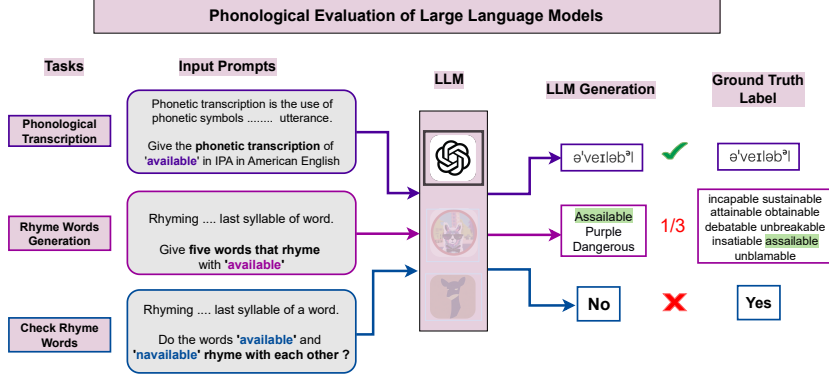 Phonological Evaluation of Large Language Models
Tasks
Input Prompts
LLM
LLM Generation
Ground Truth
Label
Phonological
Transcription
Phonetic transcription is the use of
phonetic symbols ........ utterance.
Give the phonetic transcription of
'available' in IPA in American English
əˈveɪləbᵊl
əˈveɪləbᵊl
Rhyme Words
Generation
Rhyming .... last syllable of word.
Give five words that rhyme
with 'available'
Assailable
Purple
Dangerous
1/3
incapable sustainable
attainable obtainable
debatable unbreakable
insatiable assailable
unblamable
Check Rhyme
Words
Rhyming .... last syllable of a word.
Do the words 'available' and
'navailable' rhyme with each other ?
No
Yes